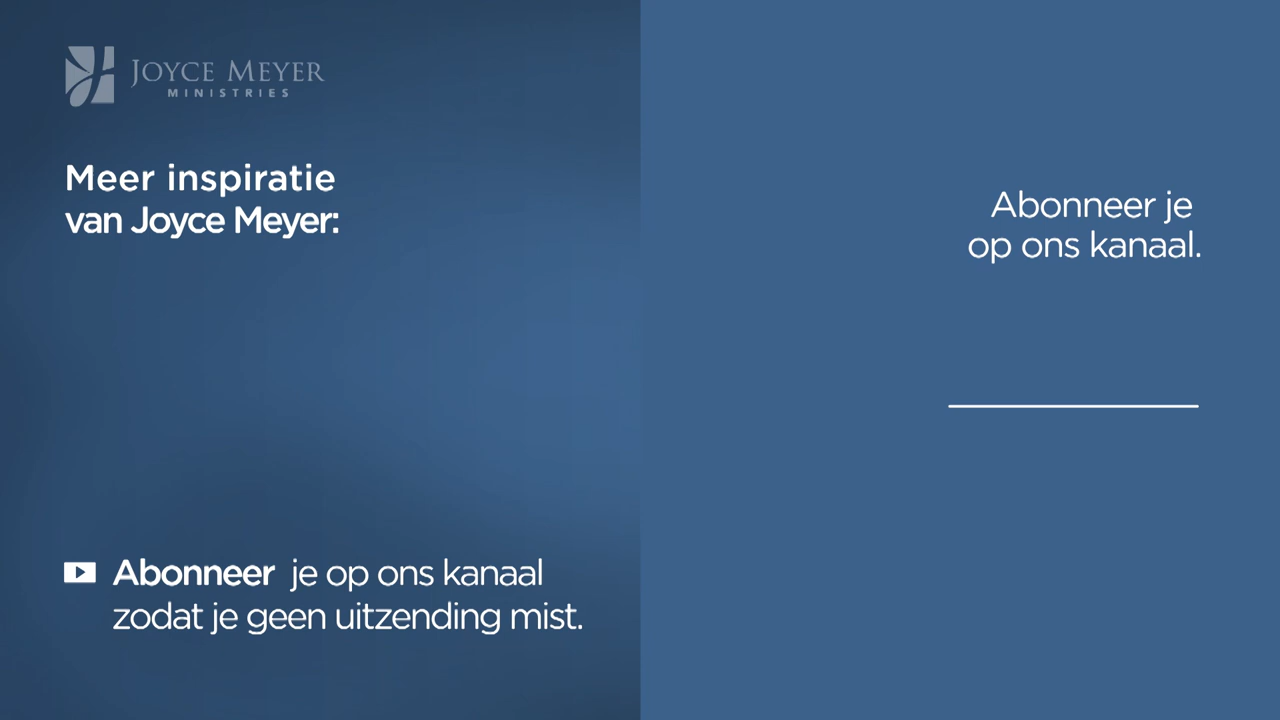 JOYCE MEYER
MINISTRIES
Meer inspiratie
van Joyce Meyer:
Abonneer je
op ons kanaal.
Abonneer je op ons kanaal
zodat je geen uitzending mist.